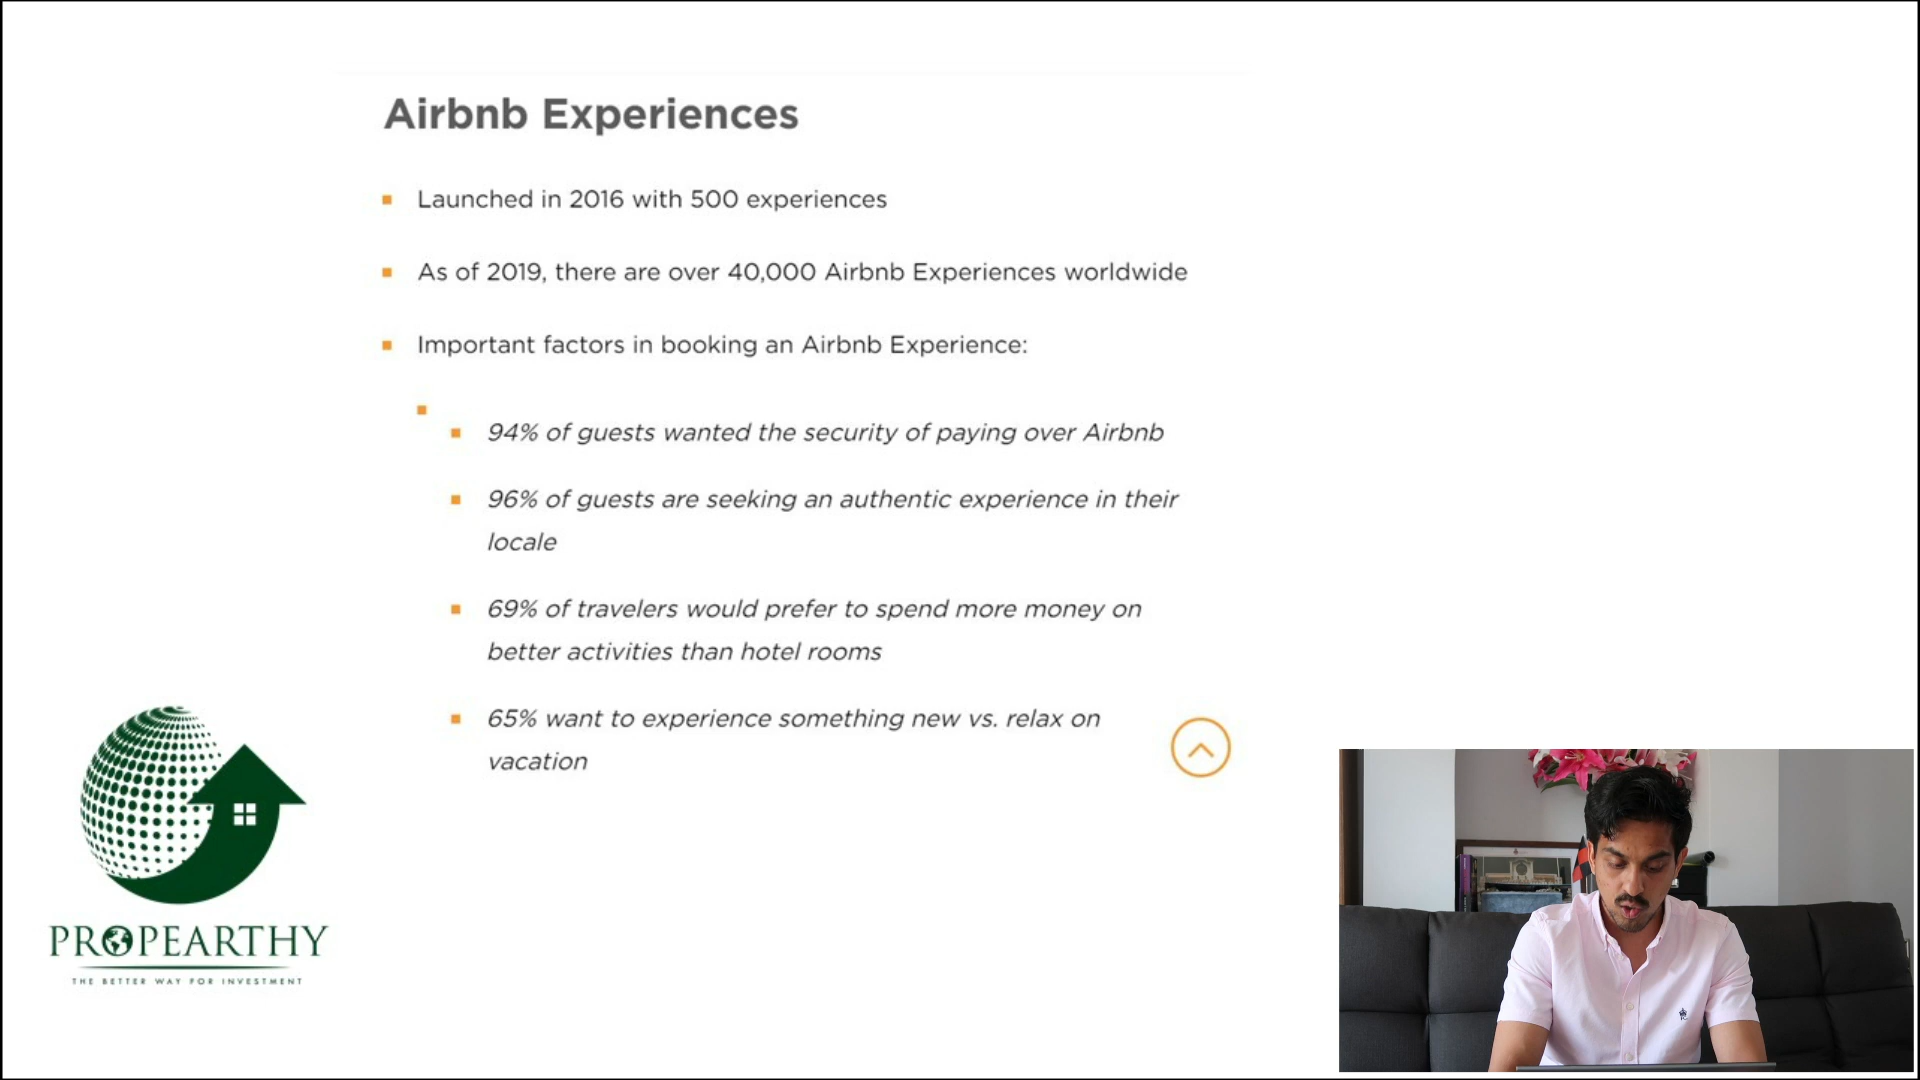 Airbnb Experiences
Launched in 2016 with 500 experiences
As of 2019, there are over 40,000 Airbnb Experiences worldwide
Important factors in booking an Airbnb Experience:
94% of guests wanted the security of paying over Airbnb
96% of guests are seeking an authentic experience in their
locale
69% of travelers would prefer to spend more money on
better activities than hotel rooms
65% want to experience something new vs. relax on
vacation
PROPEARTHY
THE BETTER WAY FOR INVESTMENT